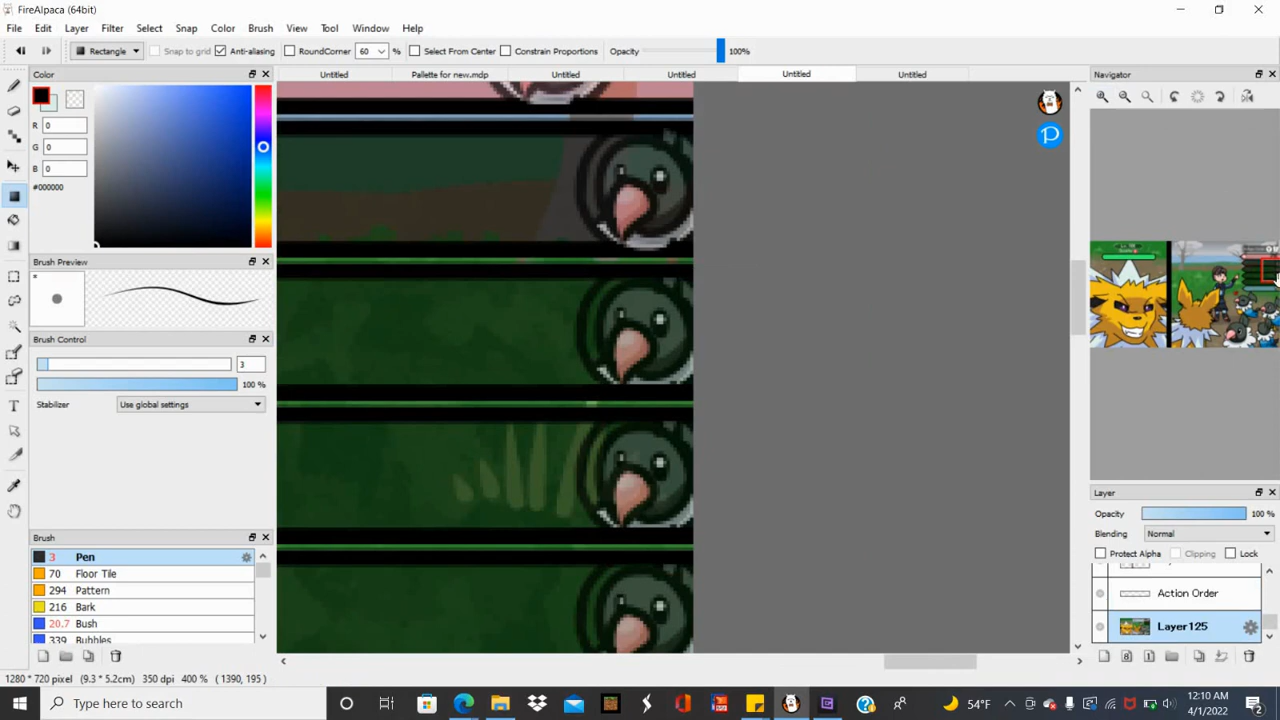 FireAlpaca (64bit)
File Edit Layer Filter Select Snap Color Brush View Tool Window Help
Rectangle Snap to grid Anti-aliasing RoundCorner 60 % Select From Center Constrain Proportions Opacity 100%
Color
Untitled Pallette for new.mdp Untitled Untitled Untitled Untitled
Navigator
R 0
G 0
B 0
#000000
Brush Preview
*
Brush Control
3
100 %
Stabilizer Use global settings
Brush
3 Pen
70 Floor Tile
294 Pattern
216 Bark
20.7 Bush
339 Bubbles
Layer
Opacity 100 %
Blending Normal
Protect Alpha Clipping Lock
Action Order
Layer125
1280 * 720 pixel (9.3 * 5.2cm) 350 dpi 400 % ( 1390, 195 )
Type here to search
54°F
12:10 AM
4/1/2022
2